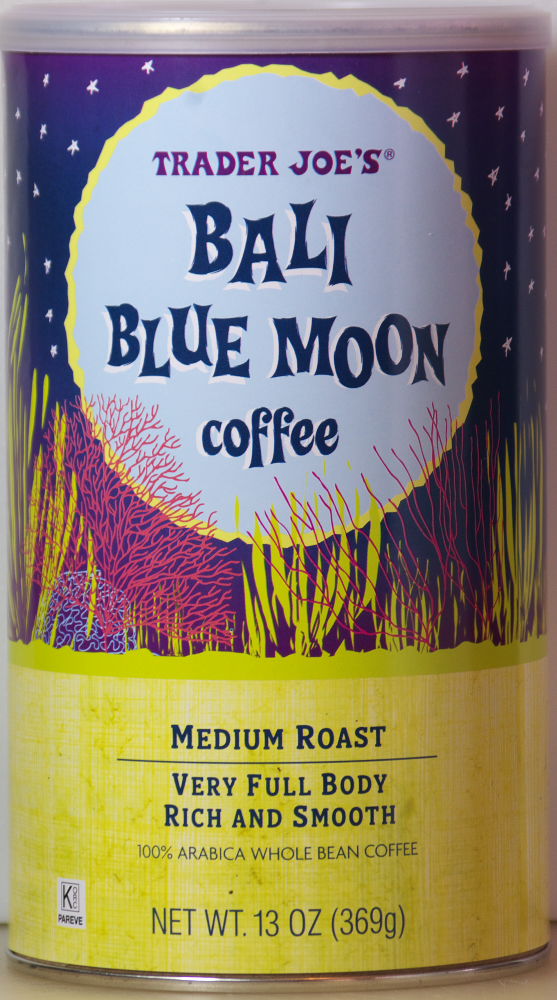 TRADER JOE'S®
BALI
BLUE MOON
coffee
MEDIUM ROAST
VERY FULL BODY
RICH AND SMOOTH
100% ARABICA WHOLE BEAN COFFEE
K
PAREVE
NET WT. 13 OZ (369g)